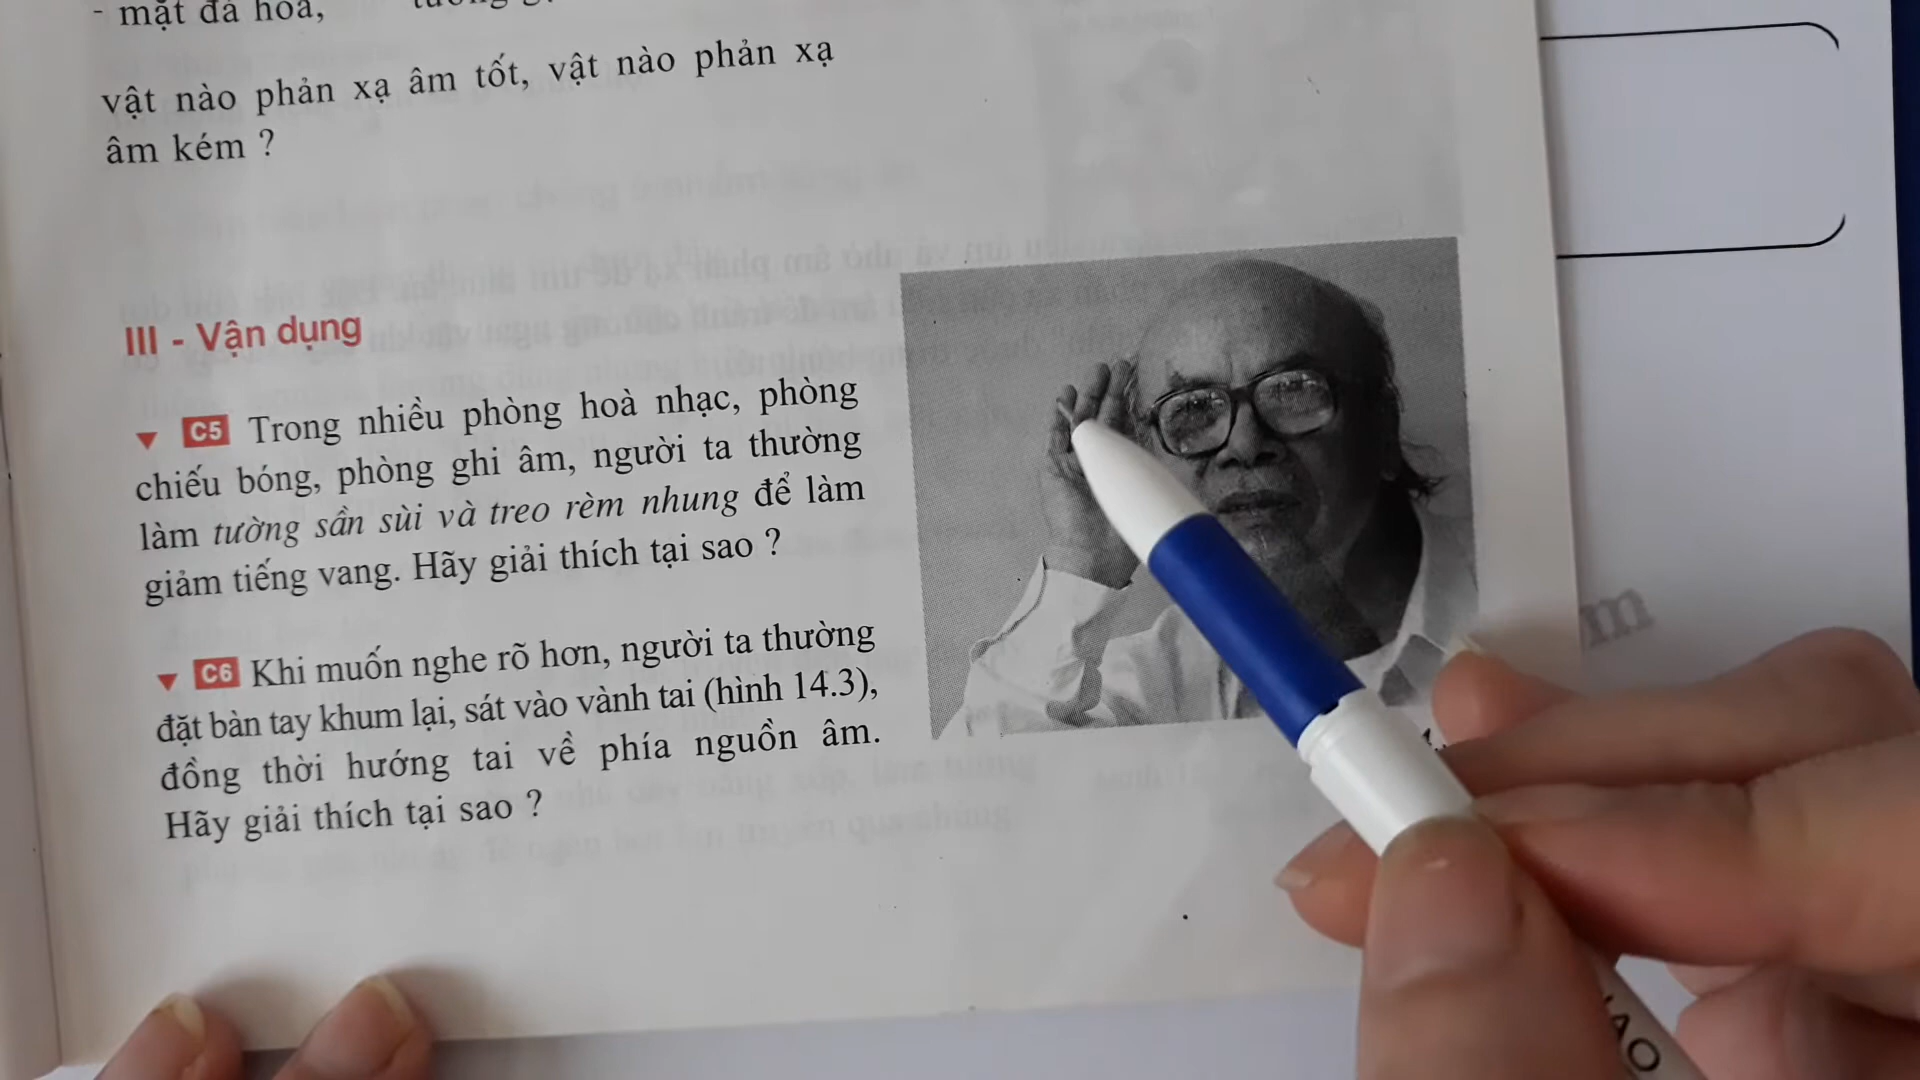 - mặt đá hoa,
vật nào phản xạ âm tốt, vật nào phản xạ
âm kém ?
III - Vận dụng
C5 Trong nhiều phòng hoà nhạc, phòng
chiếu bóng, phòng ghi âm, người ta thường
làm tường sần sùi và treo rèm nhung để làm
giảm tiếng vang. Hãy giải thích tại sao ?
C6 Khi muốn nghe rõ hơn, người ta thường
đặt bàn tay khum lại, sát vào vành tai (hình 14.3),
đồng thời hướng tai về phía nguồn âm.
Hãy giải thích tại sao ?